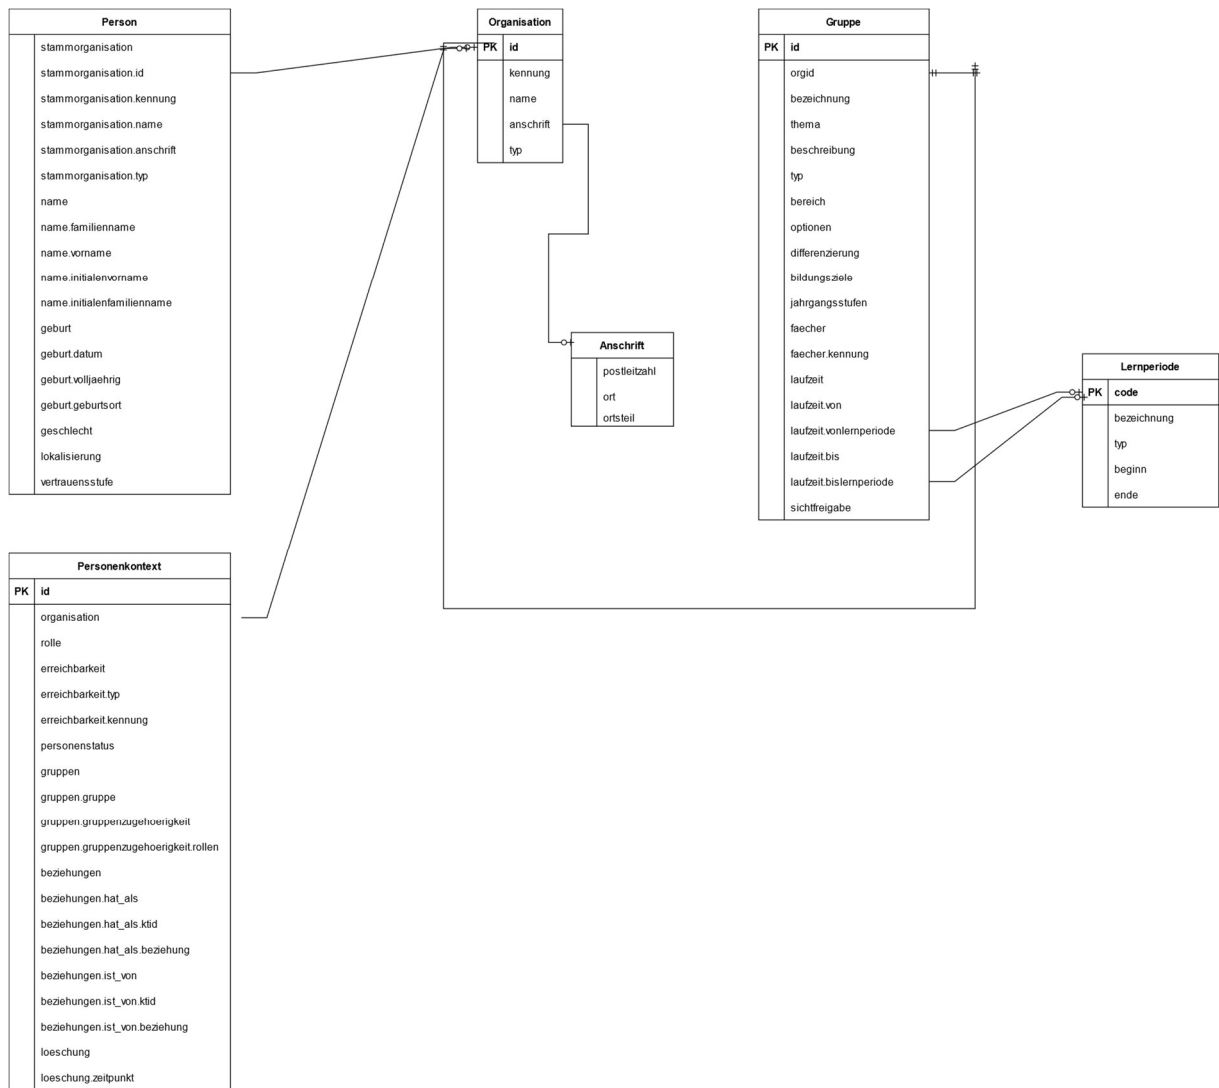 Person
stammorganisation
stammorganisation.id
stammorganisation.kennung
stammorganisation.name
stammorganisation.anschrift
stammorganisation.typ
name
name.familienname
name.vorname
name.initialenvorname
name.initialenfamilienname
geburt
geburt.datum
geburt.volljaehrig
geburt.geburtsort
geschlecht
lokalisierung
vertrauensstufe
Organisation
PK id
kennung
name
anschrift
typ
Gruppe
PK id
orgid
bezeichnung
thema
beschreibung
typ
bereich
optionen
differenzierung
bildungsziele
jahrgangsstufen
faecher
faecher.kennung
laufzeit
laufzeit.von
laufzeit.vonlernperiode
laufzeit.bis
laufzeit.bislernperiode
sichtfreigabe
Anschrift
postleitzahl
ort
ortsteil
Lernperiode
PK code
bezeichnung
typ
beginn
ende
Personenkontext
PK id
organisation
rolle
erreichbarkeit
erreichbarkeit.typ
erreichbarkeit.kennung
personenstatus
gruppen
gruppen.gruppe
gruppen.gruppenzugehoerigkeit
gruppen.gruppenzugehoerigkeit.rollen
beziehungen
beziehungen.hat_als
beziehungen.hat_als.ktid
beziehungen.hat_als.beziehung
beziehungen.ist_von
beziehungen.ist_von.ktid
beziehungen.ist_von.beziehung
loeschung
loeschung.zeitpunkt